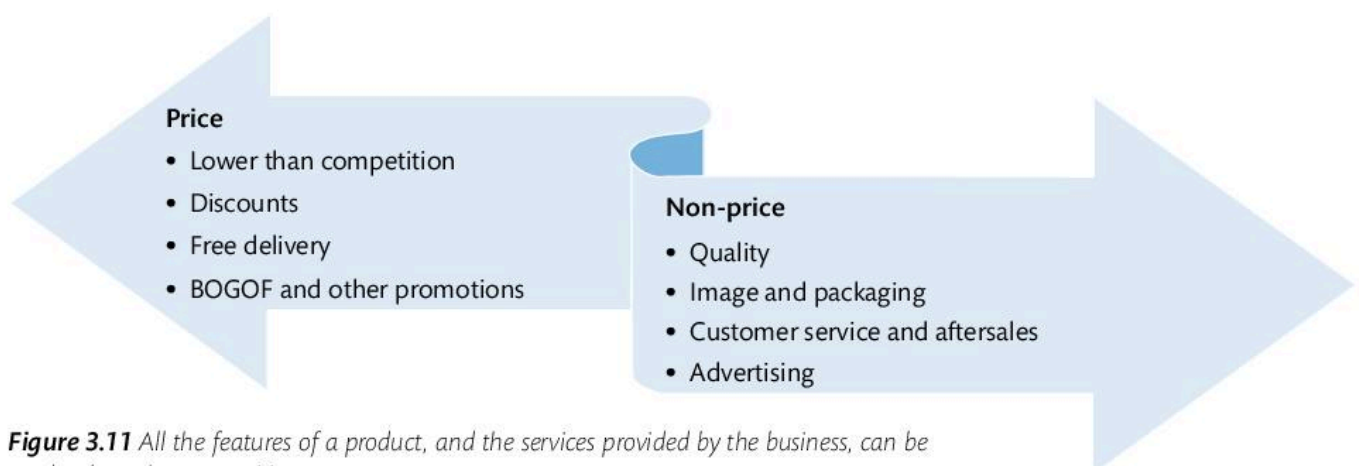 Price
• Lower than competition
• Discounts
• Free delivery
• BOGOF and other promotions
Non-price
• Quality
• Image and packaging
• Customer service and aftersales
• Advertising
Figure 3.11 All the features of a product, and the services provided by the business, can be